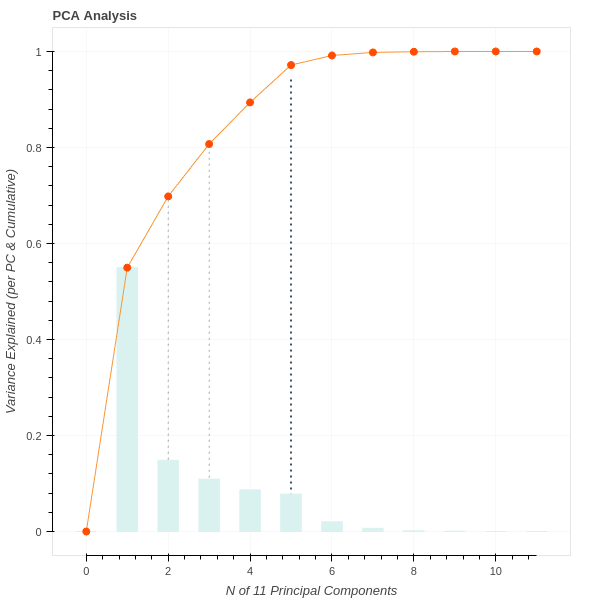 PCA Analysis
Variance Explained (per PC & Cumulative)
1
0.8
0.6
0.4
0.2
0
0 2 4 6 8 10
N of 11 Principal Components